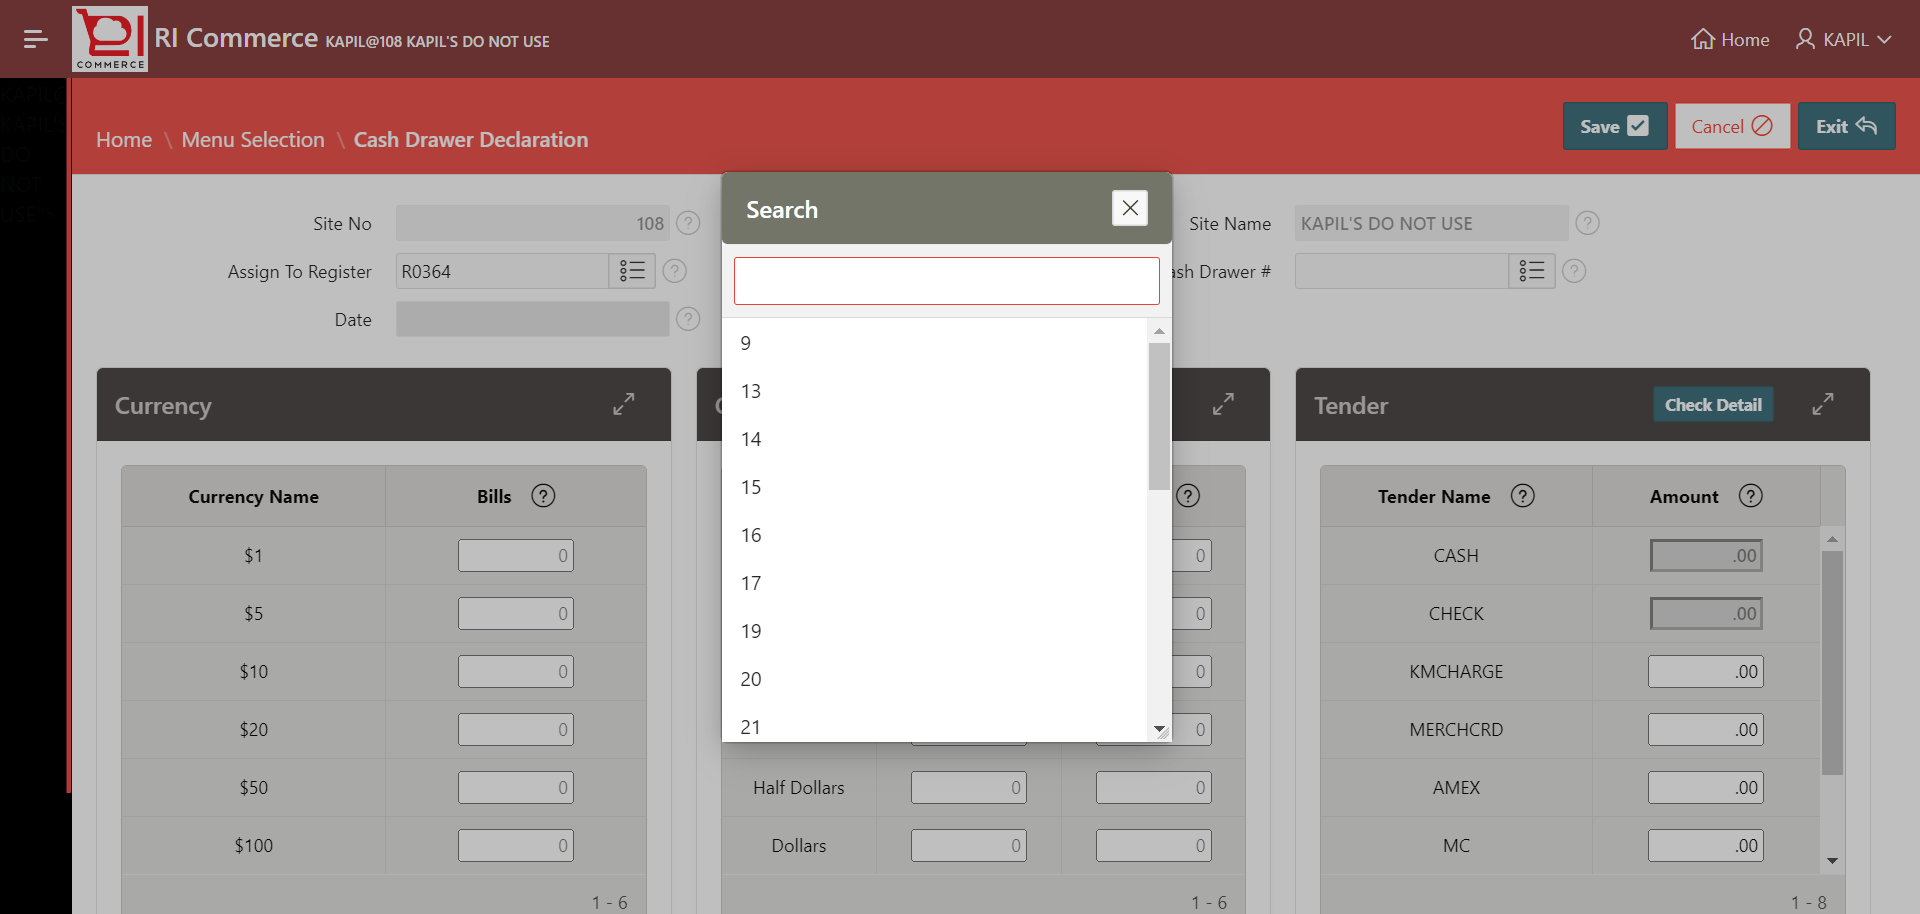 COMMERCE
RI Commerce KAPIL@108 KAPIL'S DO NOT USE
Home
KAPIL
KAPIL@
KAPIL'S
DO
NOT
USE
Home \ Menu Selection \ Cash Drawer Declaration
Save
Cancel
Exit
Site No 108
Site Name KAPIL'S DO NOT USE
Assign To Register R0364
ash Drawer #
Date
Search
9
13
14
15
16
17
19
20
21
Currency
Currency Name Bills
$1 0
$5 0
$10 0
$20 0
$50 0
$100 0
1 - 6
0
0
0
0
Half Dollars 0 0
Dollars 0 0
1 - 6
Tender Check Detail
Tender Name Amount
CASH .00
CHECK .00
KMCHARGE .00
MERCHCRD .00
AMEX .00
MC .00
1 - 8